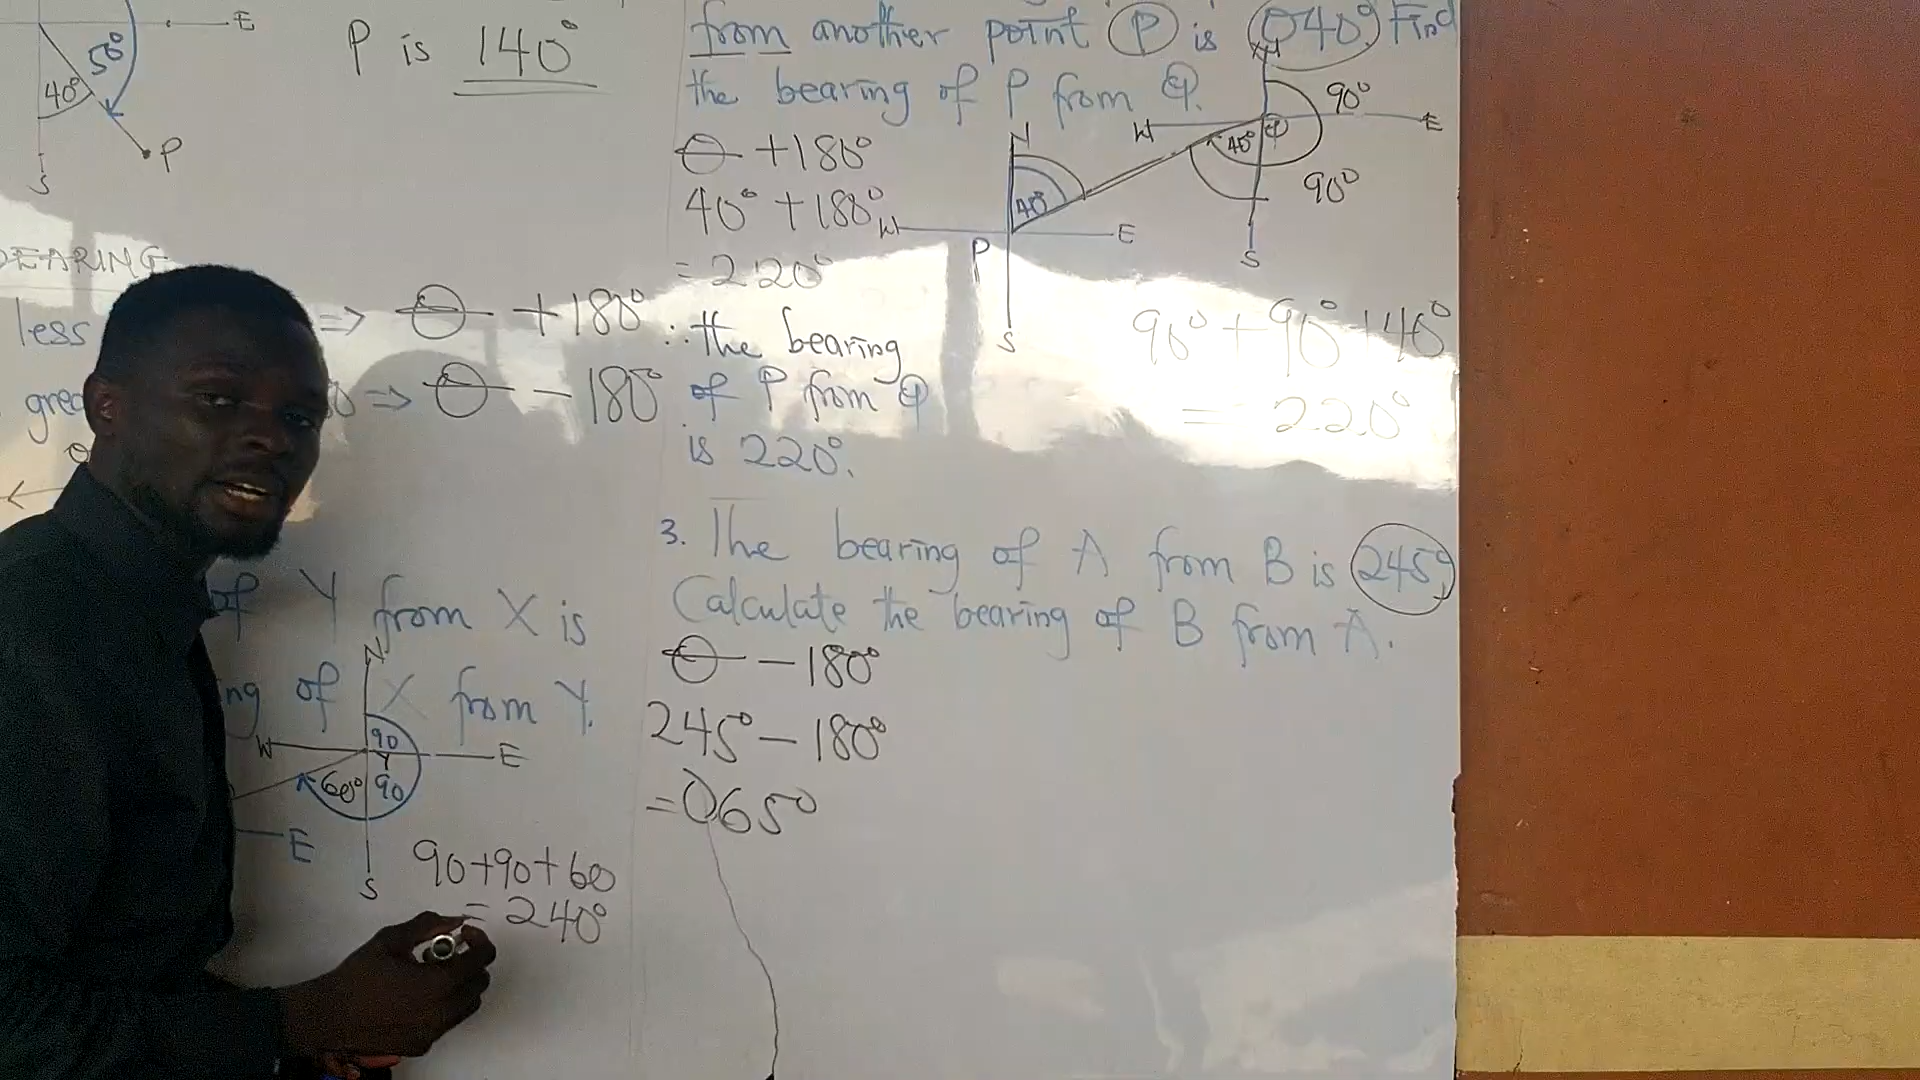 E
50°
40°
P
S
P is 140°
BEARING
less => θ + 180°
=> θ - 180°
of Y from X is
of X from Y.
N
W
90
Y
E
60° 90
E
S
90+90+60
= 240°
from another point P is 040°. Find
the bearing of P from Q.
θ + 180°
40° + 180°
= 220°
∴ the bearing
of P from Q
is 220°.
N
40°
W
E
P
S
N
90°
W
E
40° Q
90°
S
90° + 90° + 40°
= 220°
3. The bearing of A from B is 245°.
Calculate the bearing of B from A.
θ - 180°
245° - 180°
= 065°